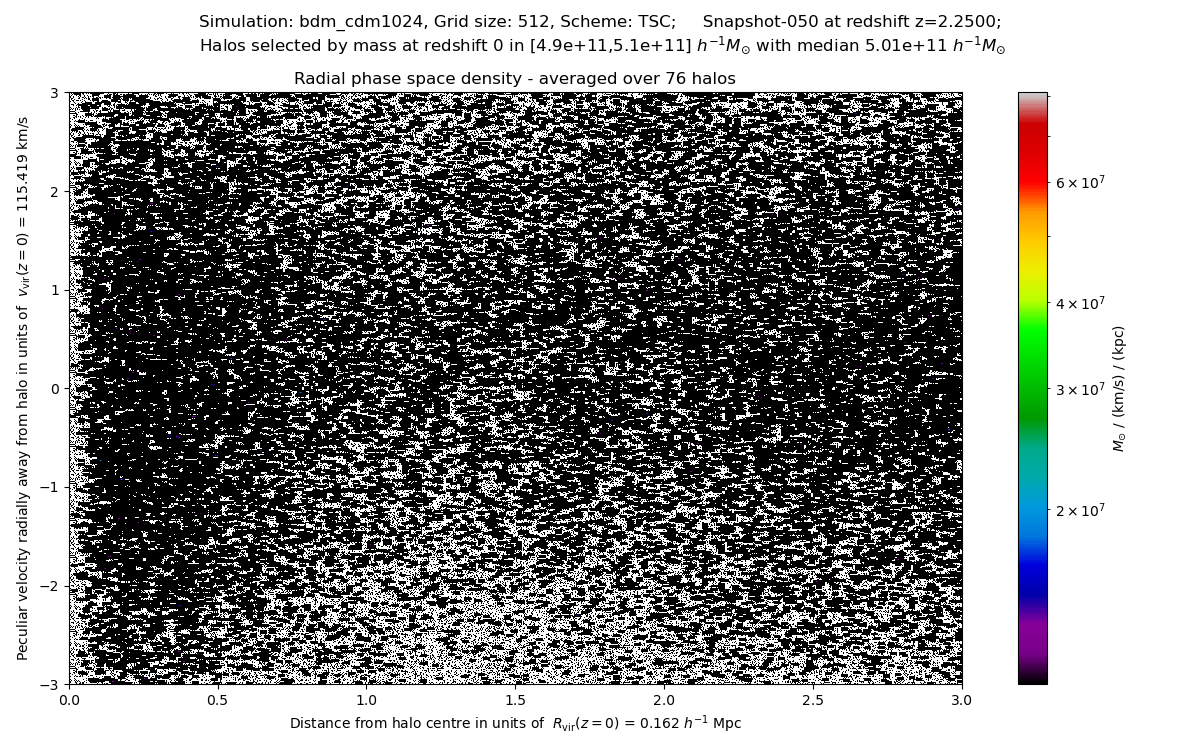 Simulation: bdm_cdm1024, Grid size: 512, Scheme: TSC;     Snapshot-050 at redshift z=2.2500;
Halos selected by mass at redshift 0 in [4.9e+11,5.1e+11] h⁻¹M⊙ with median 5.01e+11 h⁻¹M⊙
Radial phase space density - averaged over 76 halos
Peculiar velocity radially away from halo in units of v_vir(z = 0) = 115.419 km/s
3
2
1
0
−1
−2
−3
0.0 0.5 1.0 1.5 2.0 2.5 3.0
Distance from halo centre in units of R_vir(z = 0) = 0.162 h⁻¹ Mpc
6 × 10⁷
4 × 10⁷
3 × 10⁷
2 × 10⁷
M⊙ / (km/s) / (kpc)